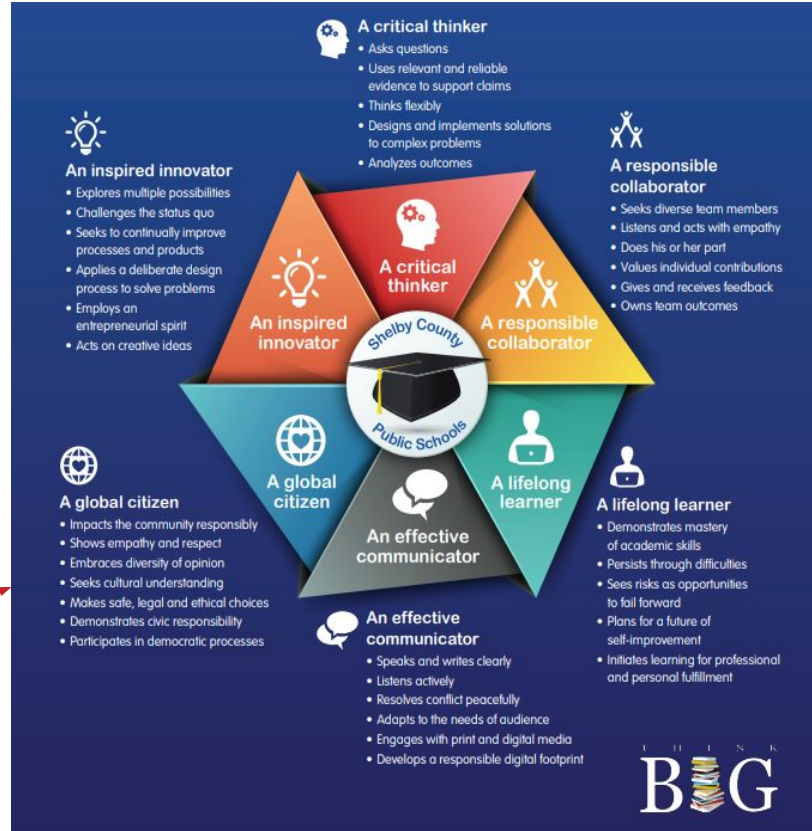 A critical thinker
• Asks questions
• Uses relevant and reliable
evidence to support claims
• Thinks flexibly
• Designs and implements solutions
to complex problems
• Analyzes outcomes
An inspired innovator
• Explores multiple possibilities
• Challenges the status quo
• Seeks to continually improve
processes and products
• Applies a deliberate design
process to solve problems
• Employs an
entrepreneurial spirit
• Acts on creative ideas
A responsible
collaborator
• Seeks diverse team members
• Listens and acts with empathy
• Does his or her part
• Values individual contributions
• Gives and receives feedback
• Owns team outcomes
A critical
thinker
An inspired
innovator
A responsible
collaborator
Shelby County
Public Schools
A global
citizen
An effective
communicator
A lifelong
learner
A global citizen
• Impacts the community responsibly
• Shows empathy and respect
• Embraces diversity of opinion
• Seeks cultural understanding
• Makes safe, legal and ethical choices
• Demonstrates civic responsibility
• Participates in democratic processes
A lifelong learner
• Demonstrates mastery
of academic skills
• Persists through difficulties
• Sees risks as opportunities
to fail forward
• Plans for a future of
self-improvement
• Initiates learning for professional
and personal fulfillment
An effective
communicator
• Speaks and writes clearly
• Listens actively
• Resolves conflict peacefully
• Adapts to the needs of audience
• Engages with print and digital media
• Develops a responsible digital footprint
THINK
BIG